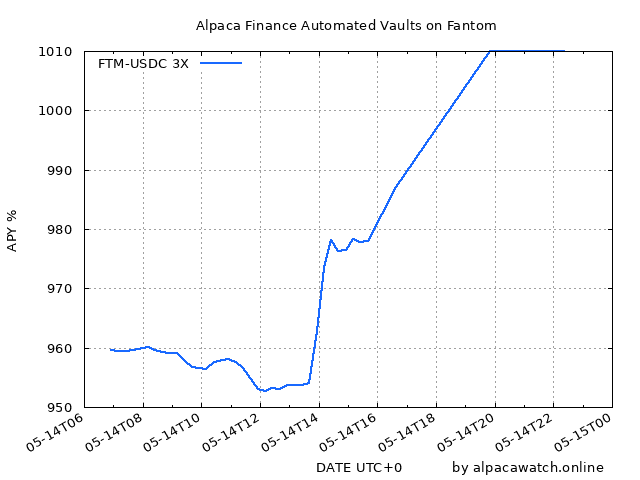 Alpaca Finance Automated Vaults on Fantom
1010
FTM-USDC 3X
1000
990
980
APY %
970
960
950
05-14T06
05-14T08
05-14T10
05-14T12
05-14T14
05-14T16
05-14T18
05-14T20
05-14T22
05-15T00
DATE UTC+0
by alpacawatch.online